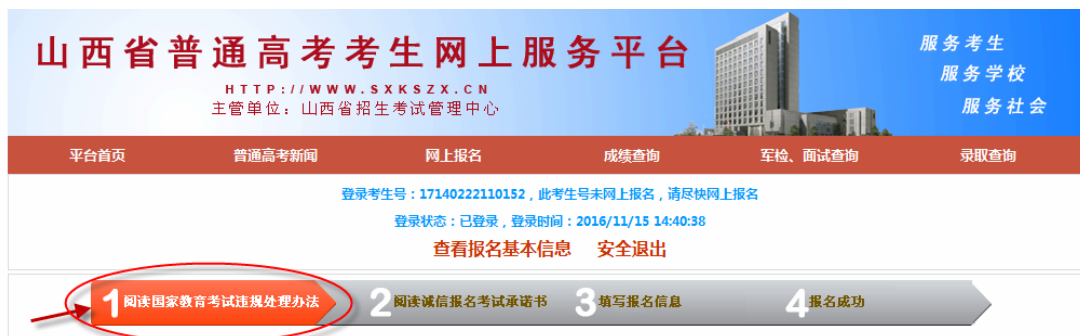 山西省普通高考考生网上服务平台
HTTP://WWW.SXKSZX.CN
主管单位：山西省招生考试管理中心
服务考生
服务学校
服务社会
平台首页 普通高考新闻 网上报名 成绩查询 军检、面试查询 录取查询
登录考生号：17140222110152，此考生号未网上报名，请尽快网上报名
登录状态：已登录，登录时间：2016/11/15 14:40:38
查看报名基本信息 安全退出
1 阅读国家教育考试违规处理办法 2 阅读诚信报名考试承诺书 3 填写报名信息 4 报名成功